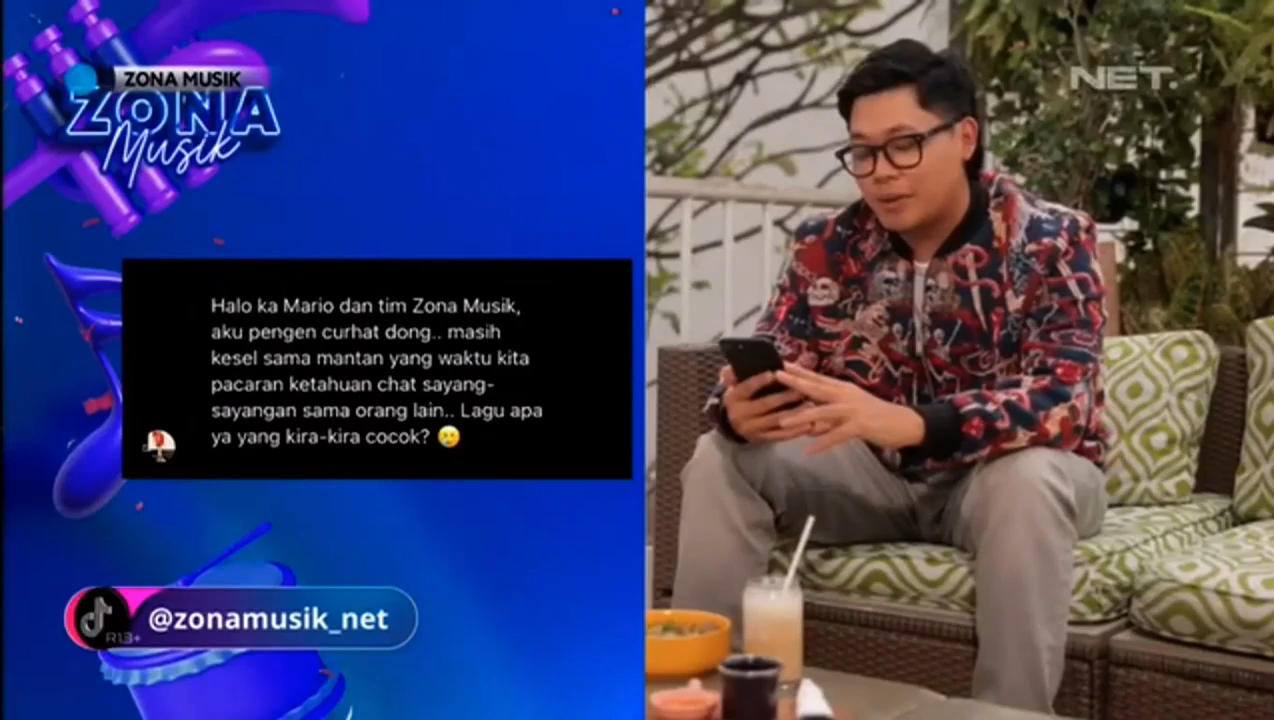 ZONA MUSIK
ZONA
Musik
NET.
Halo ka Mario dan tim Zona Musik,
aku pengen curhat dong.. masih
kesel sama mantan yang waktu kita
pacaran ketahuan chat sayang-
sayangan sama orang lain.. Lagu apa
ya yang kira-kira cocok? 🥲
@zonamusik_net
R13+